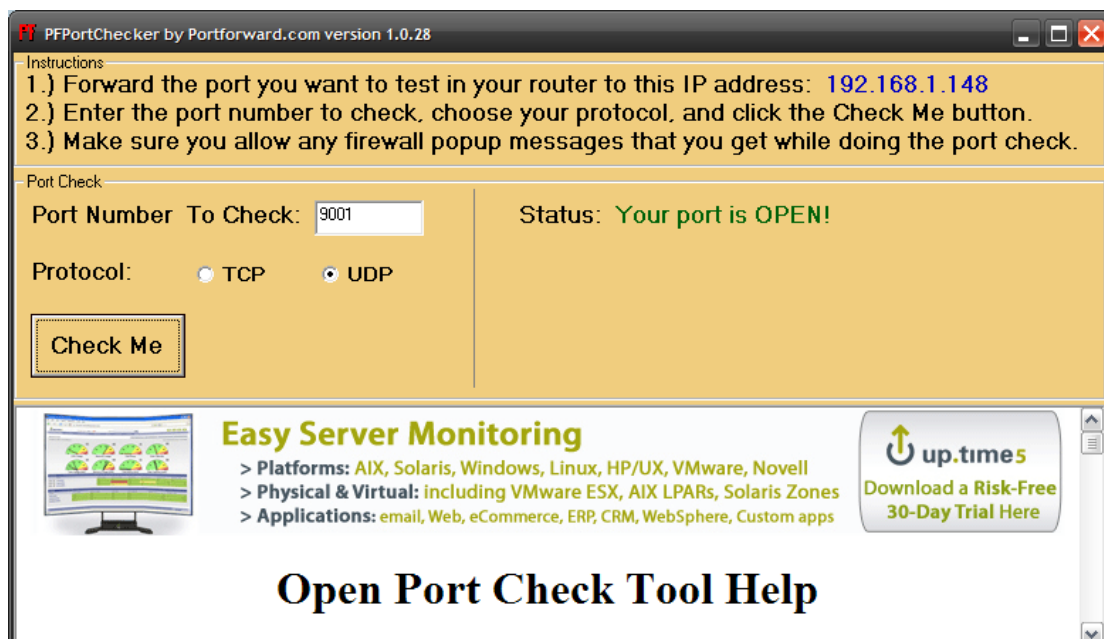 PFPortChecker by Portforward.com version 1.0.28
Instructions
1.) Forward the port you want to test in your router to this IP address: 192.168.1.148
2.) Enter the port number to check, choose your protocol, and click the Check Me button.
3.) Make sure you allow any firewall popup messages that you get while doing the port check.
Port Check
Port Number To Check: 9001
Status: Your port is OPEN!
Protocol: TCP UDP
Check Me
Easy Server Monitoring
> Platforms: AIX, Solaris, Windows, Linux, HP/UX, VMware, Novell
> Physical & Virtual: including VMware ESX, AIX LPARs, Solaris Zones
> Applications: email, Web, eCommerce, ERP, CRM, WebSphere, Custom apps
up.time5
Download a Risk-Free
30-Day Trial Here
Open Port Check Tool Help